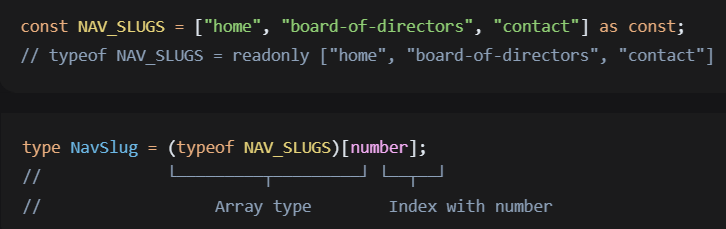 const NAV_SLUGS = ["home", "board-of-directors", "contact"] as const;
// typeof NAV_SLUGS = readonly ["home", "board-of-directors", "contact"]
type NavSlug = (typeof NAV_SLUGS)[number];
// └─────────┬─────────┘ └──┬──┘
// Array type Index with number